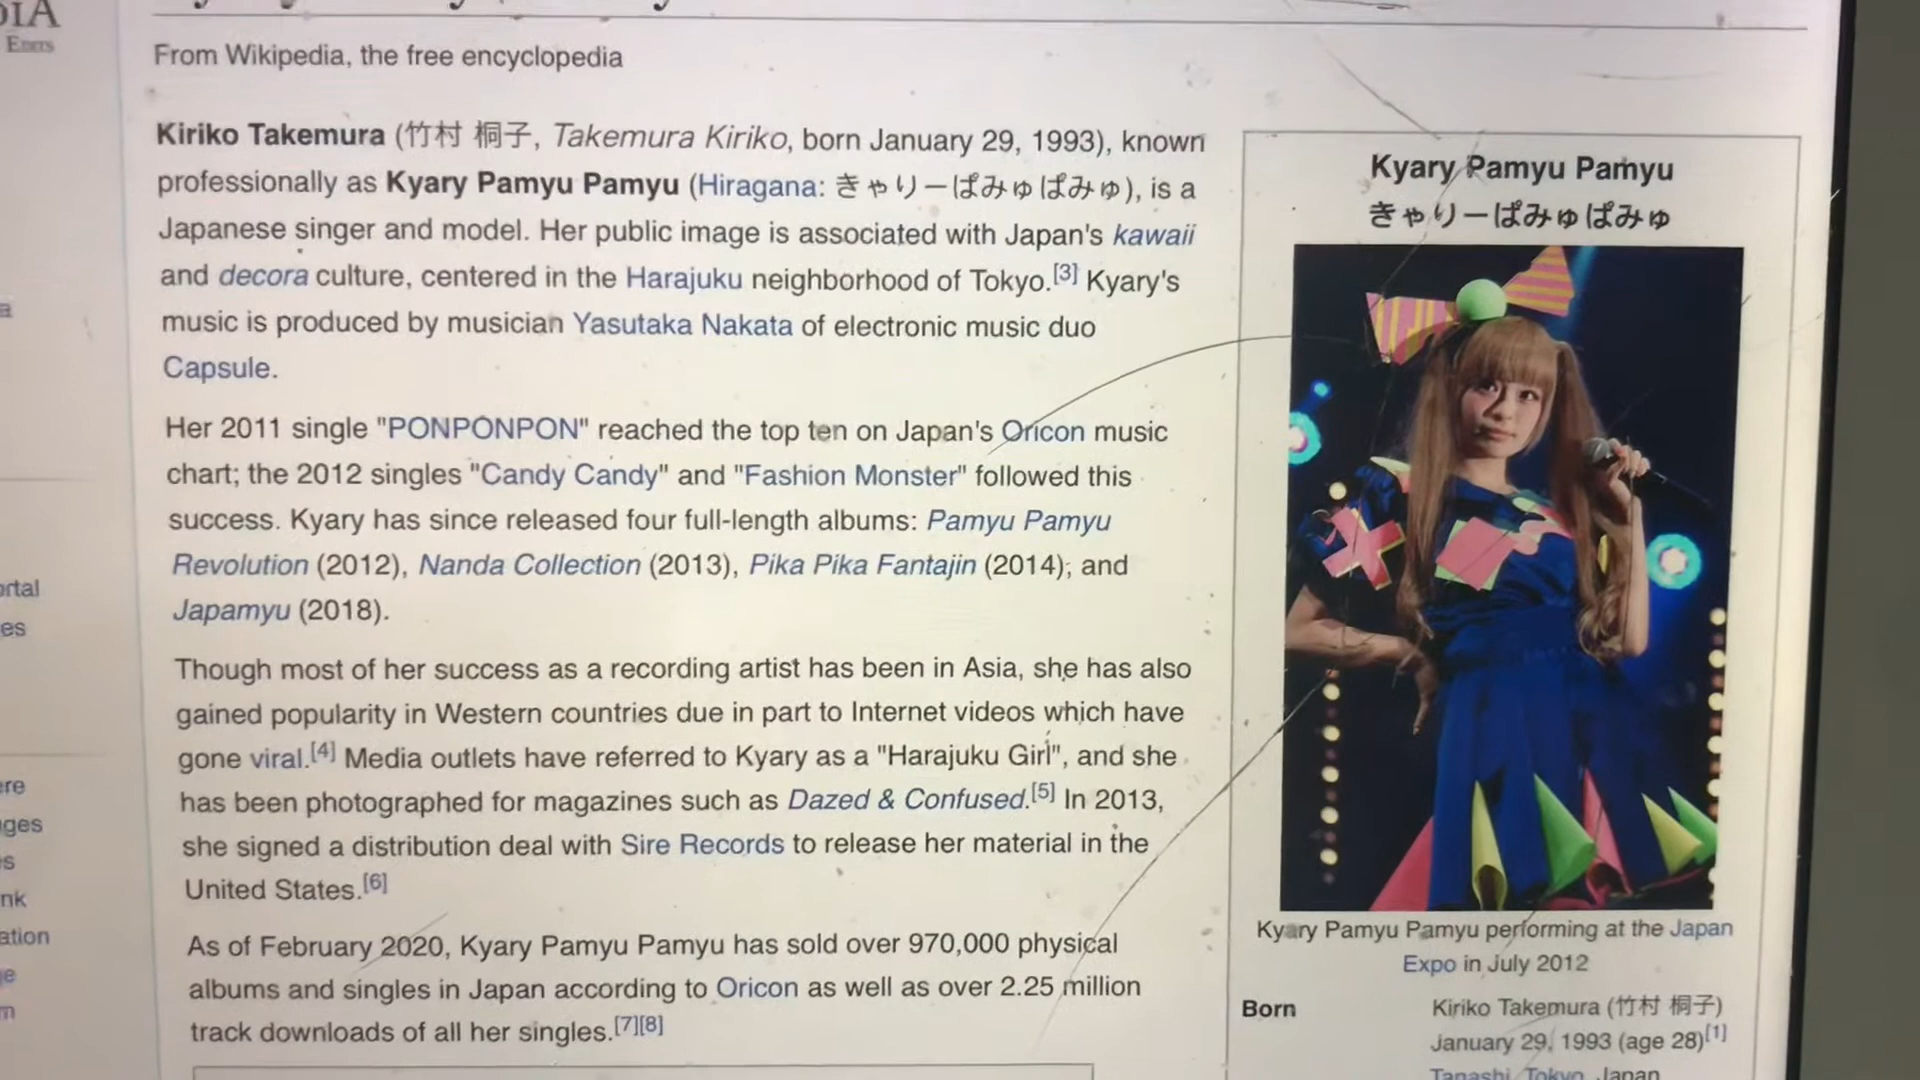 From Wikipedia, the free encyclopedia
Kiriko Takemura (竹村 桐子, Takemura Kiriko, born January 29, 1993), known
professionally as Kyary Pamyu Pamyu (Hiragana: きゃりーぱみゅぱみゅ), is a
Japanese singer and model. Her public image is associated with Japan's kawaii
and decora culture, centered in the Harajuku neighborhood of Tokyo.[3] Kyary's
music is produced by musician Yasutaka Nakata of electronic music duo
Capsule.
Her 2011 single "PONPONPON" reached the top ten on Japan's Oricon music
chart; the 2012 singles "Candy Candy" and "Fashion Monster" followed this
success. Kyary has since released four full-length albums: Pamyu Pamyu
Revolution (2012), Nanda Collection (2013), Pika Pika Fantajin (2014), and
Japamyu (2018).
Though most of her success as a recording artist has been in Asia, she has also
gained popularity in Western countries due in part to Internet videos which have
gone viral.[4] Media outlets have referred to Kyary as a "Harajuku Girl", and she
has been photographed for magazines such as Dazed & Confused.[5] In 2013,
she signed a distribution deal with Sire Records to release her material in the
United States.[6]
As of February 2020, Kyary Pamyu Pamyu has sold over 970,000 physical
albums and singles in Japan according to Oricon as well as over 2.25 million
track downloads of all her singles.[7][8]
Kyary Pamyu Pamyu
きゃりーぱみゅぱみゅ
Kyary Pamyu Pamyu performing at the Japan
Expo in July 2012
Born Kiriko Takemura (竹村 桐子)
January 29, 1993 (age 28)[1]
Tanashi, Tokyo, Japan